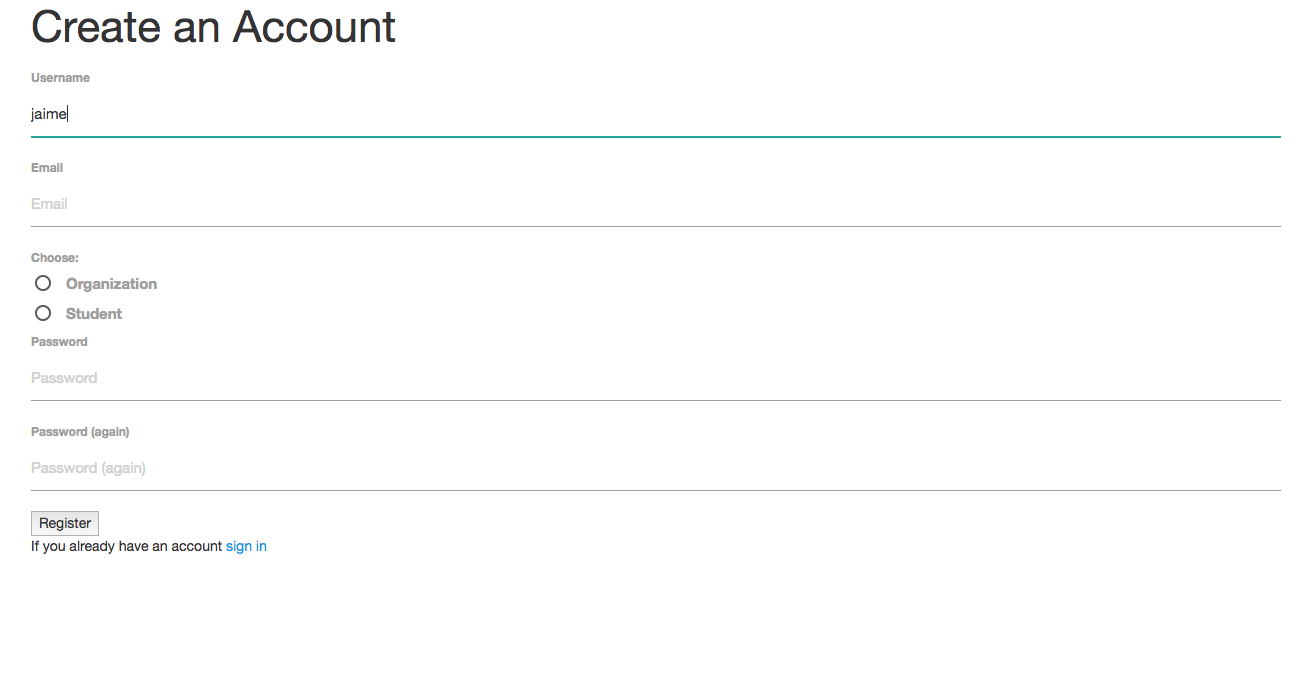 Create an Account
Username
jaime
Email
Email
Choose:
Organization
Student
Password
Password
Password (again)
Password (again)
Register
If you already have an account sign in